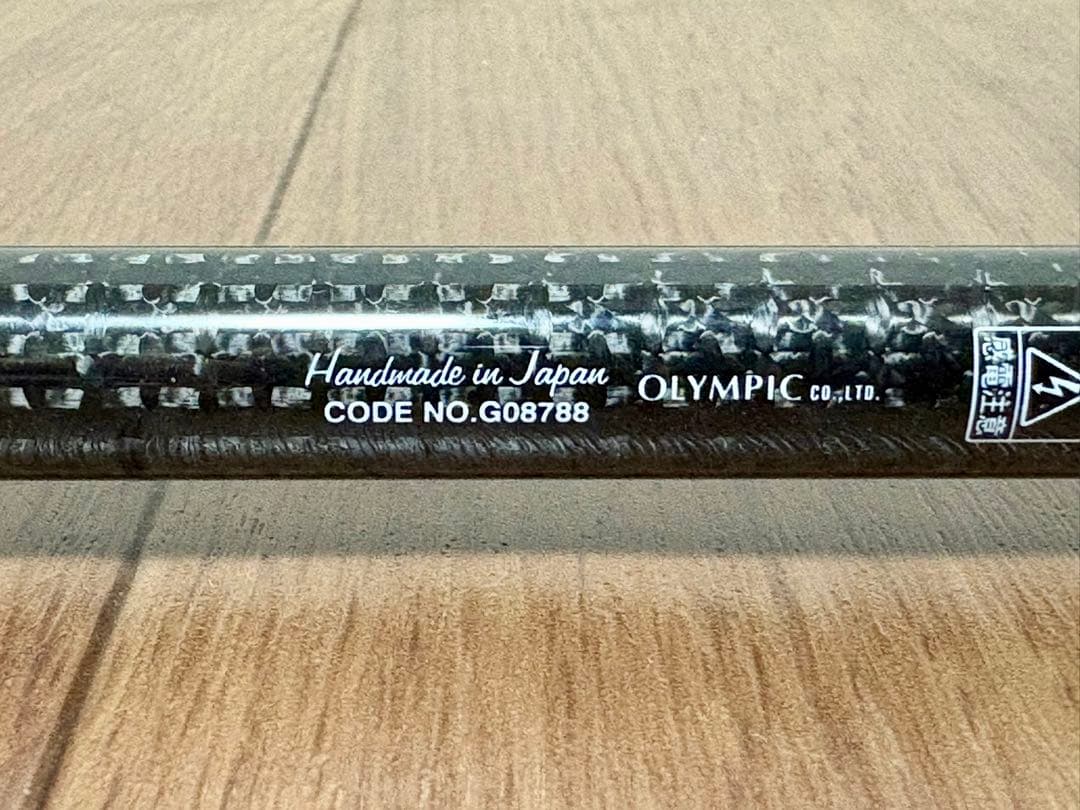 Handmade in Japan
CODE NO.G08788
OLYMPIC CO.,LTD.
感電注意